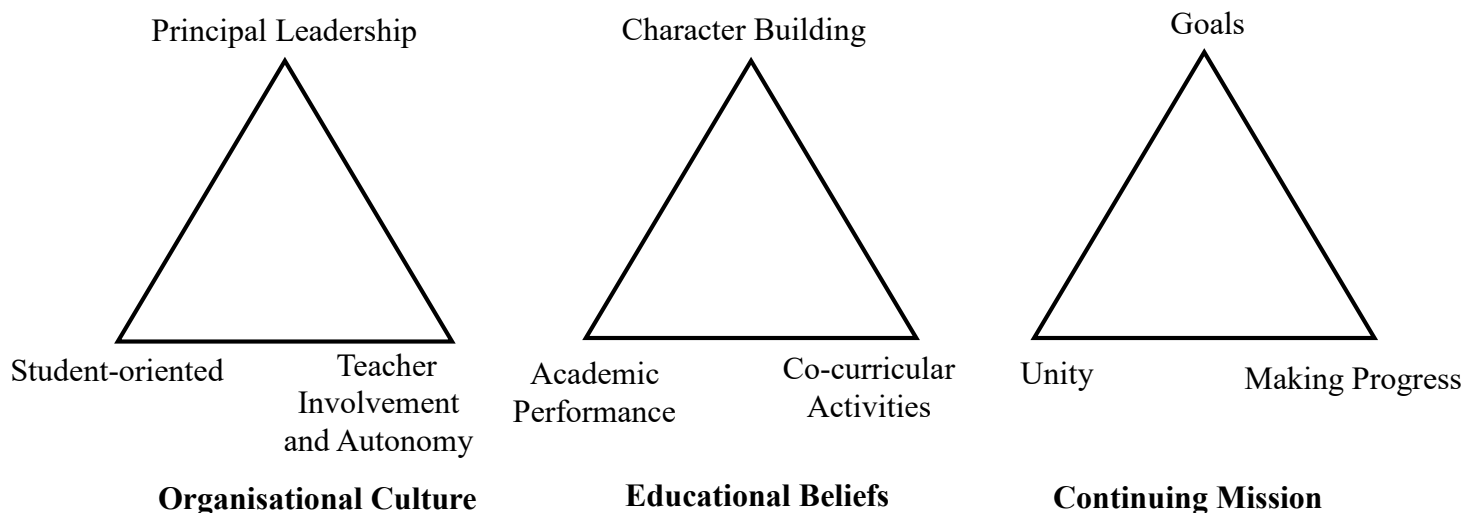 Principal Leadership
Student-oriented
Teacher
Involvement
and Autonomy
Organisational Culture
Character Building
Academic
Performance
Co-curricular
Activities
Educational Beliefs
Goals
Unity
Making Progress
Continuing Mission